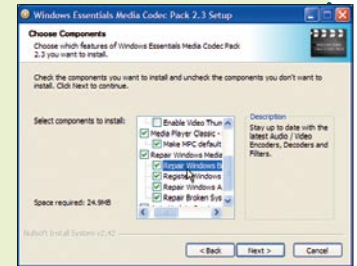 Windows Essentials Media Codec Pack 2.3 Setup
Choose Components
Choose which features of Windows Essentials Media Codec Pack
2.3 you want to install.
Check the components you want to install and uncheck the components you don't want to
install. Click Next to continue.
Select components to install:
Enable Video Thun
Media Player Classic -
Make MPC default
Repair Windows Media
Repair Windows
Register Windows
Repair Windows A
Repair Broken Sys
Description
Stay up to date with the
latest Audio / Video
Encoders, Decoders and
Filters.
Space required: 24.9MB
Nullsoft Install System v2.42
< Back
Next >
Cancel